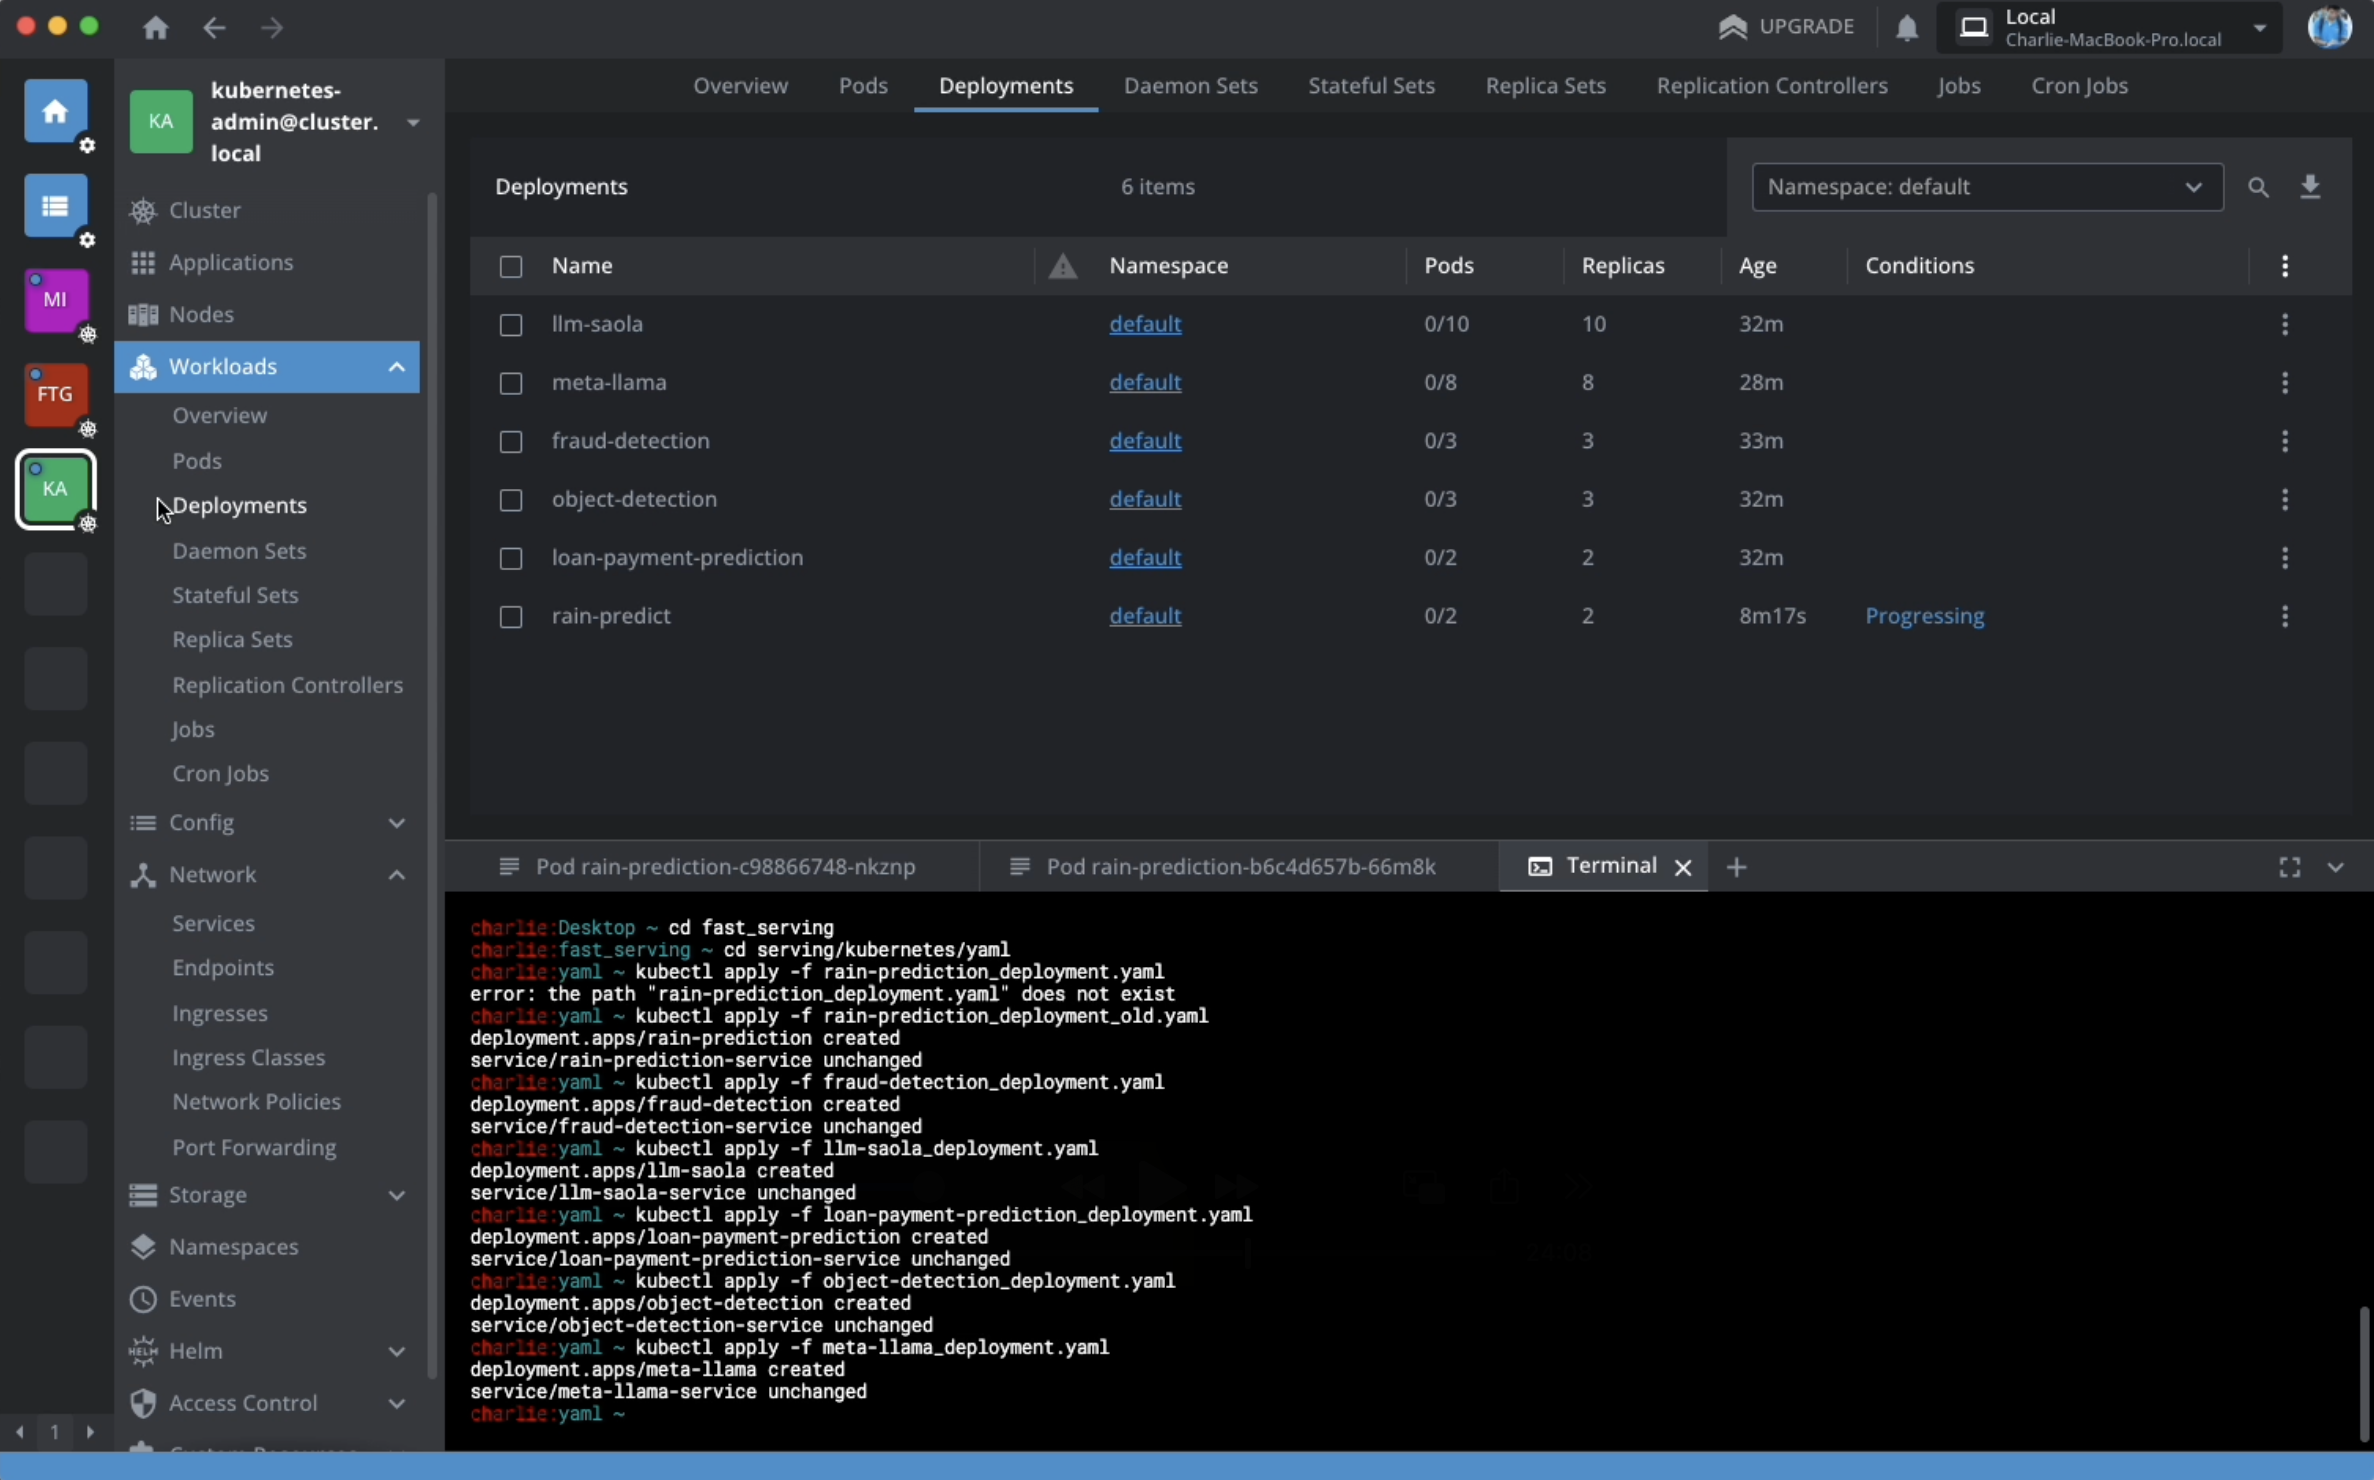 UPGRADE
Local
Charlie-MacBook-Pro.local
KA
kubernetes-
admin@cluster.
local
MI
FTG
KA
1
Cluster
Applications
Nodes
Workloads
Overview
Pods
Deployments
Daemon Sets
Stateful Sets
Replica Sets
Replication Controllers
Jobs
Cron Jobs
Config
Network
Services
Endpoints
Ingresses
Ingress Classes
Network Policies
Port Forwarding
Storage
Namespaces
Events
HELM Helm
Access Control
Overview Pods Deployments Daemon Sets Stateful Sets Replica Sets Replication Controllers Jobs Cron Jobs
Deployments 6 items Namespace: default
Name Namespace Pods Replicas Age Conditions
llm-saola default 0/10 10 32m
meta-llama default 0/8 8 28m
fraud-detection default 0/3 3 33m
object-detection default 0/3 3 32m
loan-payment-prediction default 0/2 2 32m
rain-predict default 0/2 2 8m17s Progressing
Pod rain-prediction-c98866748-nkznp Pod rain-prediction-b6c4d657b-66m8k Terminal
charlie:Desktop ~ cd fast_serving
charlie:fast_serving ~ cd serving/kubernetes/yaml
charlie:yaml ~ kubectl apply -f rain-prediction_deployment.yaml
error: the path "rain-prediction_deployment.yaml" does not exist
charlie:yaml ~ kubectl apply -f rain-prediction_deployment_old.yaml
deployment.apps/rain-prediction created
service/rain-prediction-service unchanged
charlie:yaml ~ kubectl apply -f fraud-detection_deployment.yaml
deployment.apps/fraud-detection created
service/fraud-detection-service unchanged
charlie:yaml ~ kubectl apply -f llm-saola_deployment.yaml
deployment.apps/llm-saola created
service/llm-saola-service unchanged
charlie:yaml ~ kubectl apply -f loan-payment-prediction_deployment.yaml
deployment.apps/loan-payment-prediction created
service/loan-payment-prediction-service unchanged
charlie:yaml ~ kubectl apply -f object-detection_deployment.yaml
deployment.apps/object-detection created
service/object-detection-service unchanged
charlie:yaml ~ kubectl apply -f meta-llama_deployment.yaml
deployment.apps/meta-llama created
service/meta-llama-service unchanged
charlie:yaml ~